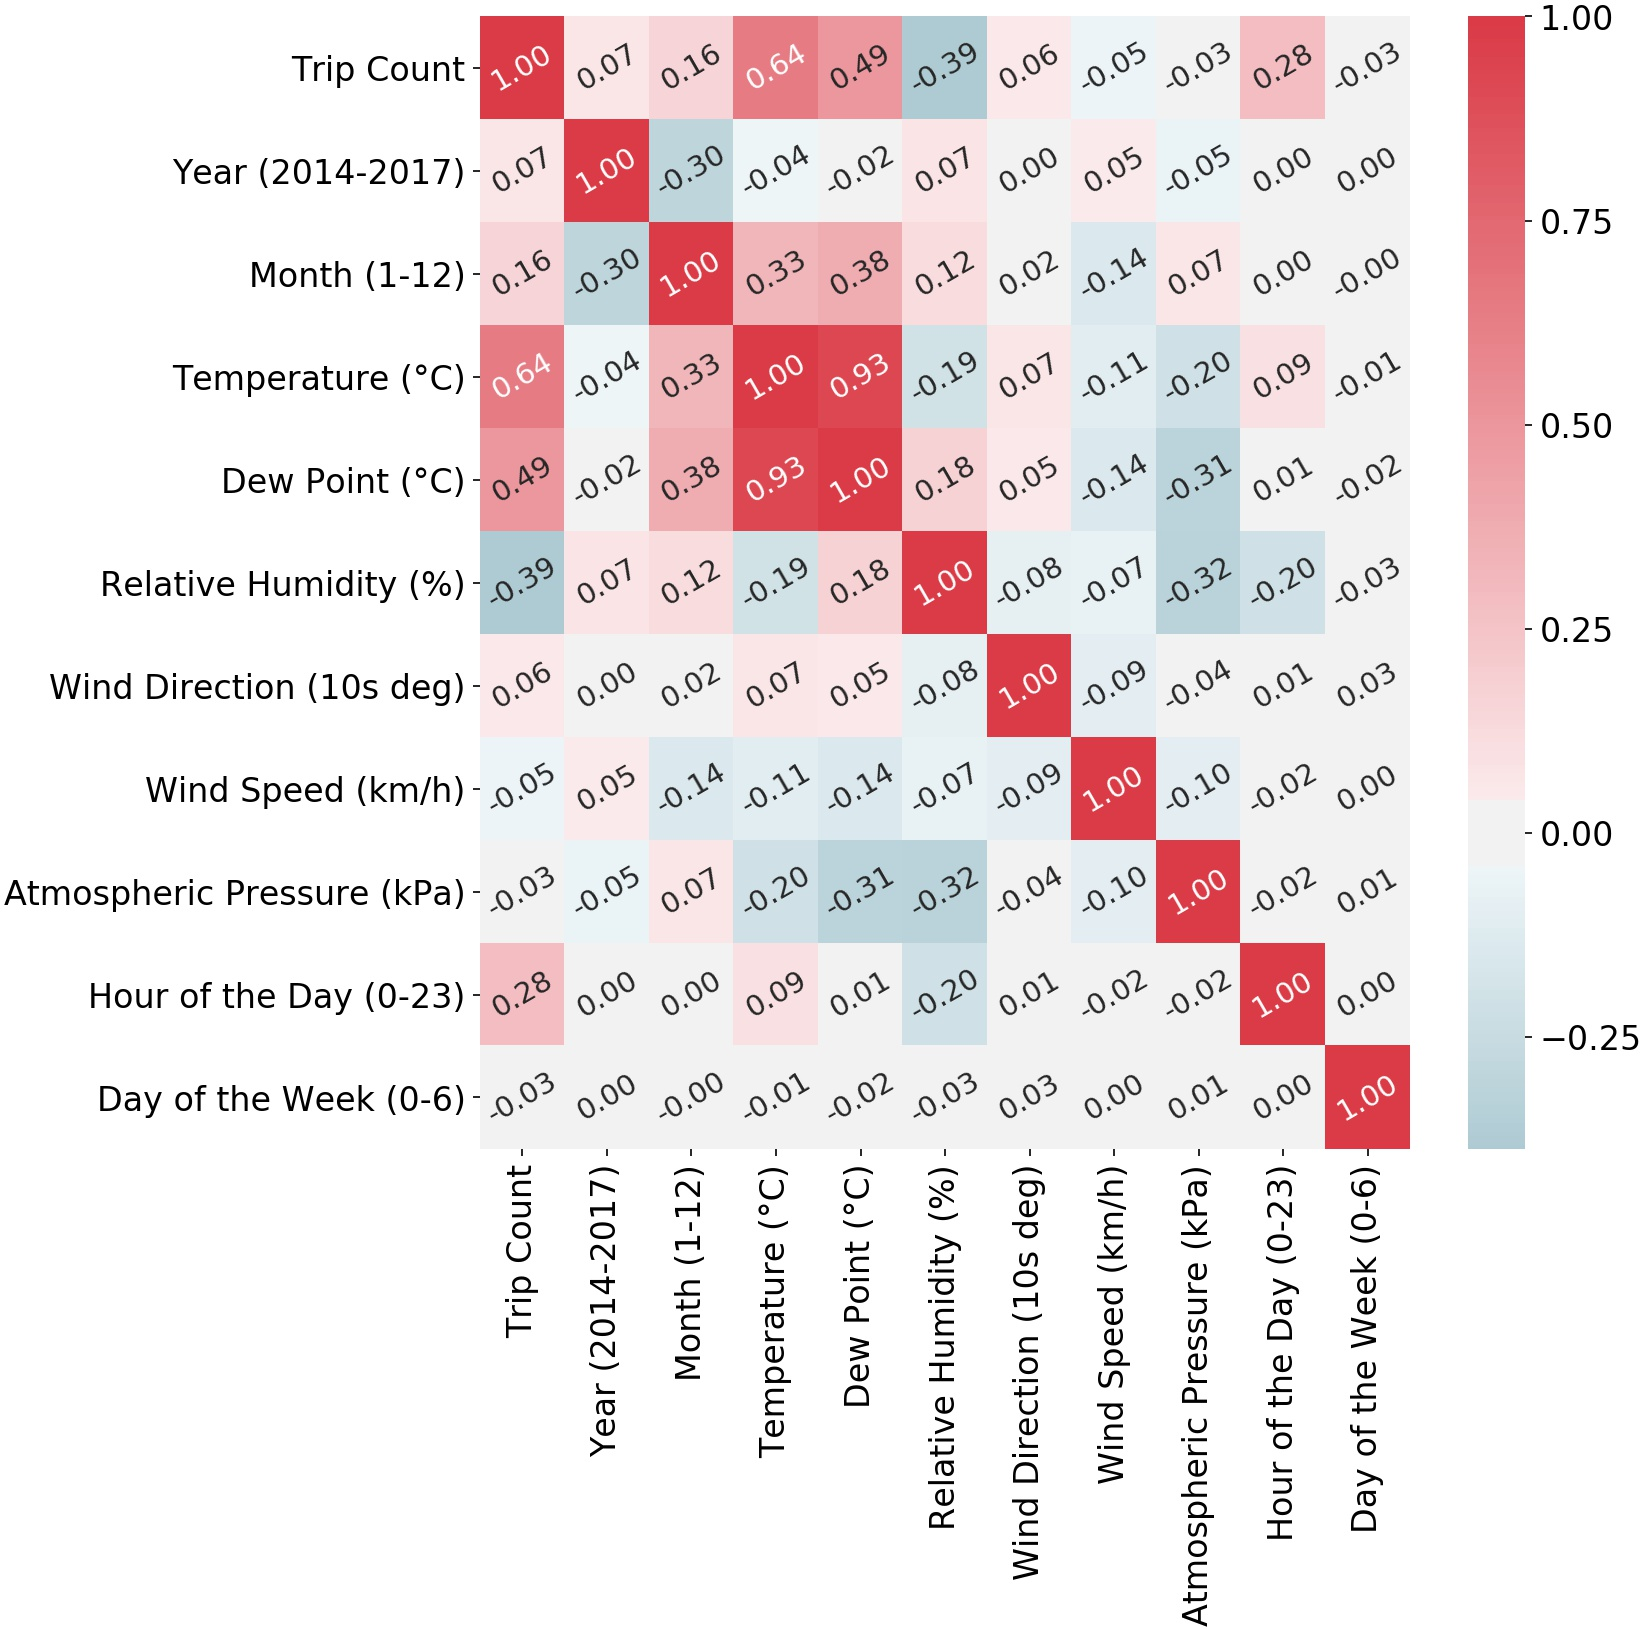 Trip Count 1.00 0.07 0.16 0.64 0.49 -0.39 0.06 -0.05 -0.03 0.28 -0.03
Year (2014-2017) 0.07 1.00 -0.30 -0.04 -0.02 0.07 0.00 0.05 -0.05 0.00 0.00
Month (1-12) 0.16 -0.30 1.00 0.33 0.38 0.12 0.02 -0.14 0.07 0.00 -0.00
Temperature (°C) 0.64 -0.04 0.33 1.00 0.93 -0.19 0.07 -0.11 -0.20 0.09 -0.01
Dew Point (°C) 0.49 -0.02 0.38 0.93 1.00 0.18 0.05 -0.14 -0.31 0.01 -0.02
Relative Humidity (%) -0.39 0.07 0.12 -0.19 0.18 1.00 -0.08 -0.07 -0.32 -0.20 -0.03
Wind Direction (10s deg) 0.06 0.00 0.02 0.07 0.05 -0.08 1.00 -0.09 -0.04 0.01 0.03
Wind Speed (km/h) -0.05 0.05 -0.14 -0.11 -0.14 -0.07 -0.09 1.00 -0.10 -0.02 0.00
Atmospheric Pressure (kPa) -0.03 -0.05 0.07 -0.20 -0.31 -0.32 -0.04 -0.10 1.00 -0.02 0.01
Hour of the Day (0-23) 0.28 0.00 0.00 0.09 0.01 -0.20 0.01 -0.02 -0.02 1.00 0.00
Day of the Week (0-6) -0.03 0.00 -0.00 -0.01 -0.02 -0.03 0.03 0.00 0.01 0.00 1.00
Trip Count
Year (2014-2017)
Month (1-12)
Temperature (°C)
Dew Point (°C)
Relative Humidity (%)
Wind Direction (10s deg)
Wind Speed (km/h)
Atmospheric Pressure (kPa)
Hour of the Day (0-23)
Day of the Week (0-6)
1.00
0.75
0.50
0.25
0.00
−0.25